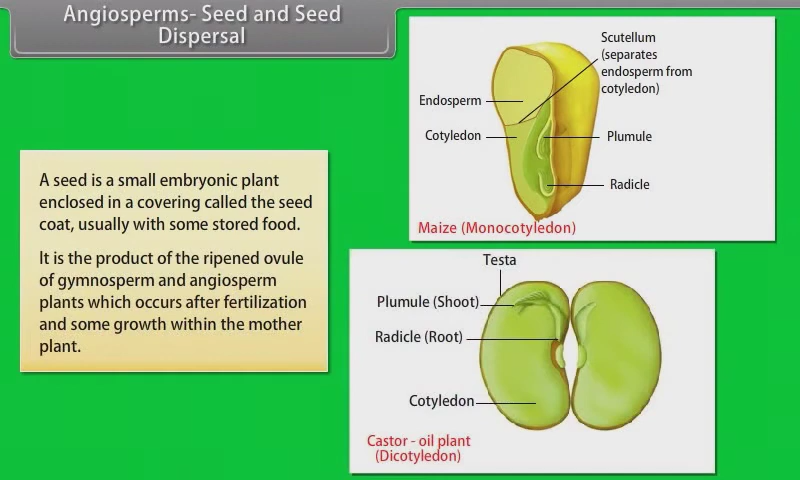 Angiosperms- Seed and Seed
Dispersal
A seed is a small embryonic plant
enclosed in a covering called the seed
coat, usually with some stored food.
It is the product of the ripened ovule
of gymnosperm and angiosperm
plants which occurs after fertilization
and some growth within the mother
plant.
Scutellum
(separates
endosperm from
cotyledon)
Endosperm
Cotyledon
Plumule
Radicle
Maize (Monocotyledon)
Testa
Plumule (Shoot)
Radicle (Root)
Cotyledon
Castor - oil plant
(Dicotyledon)